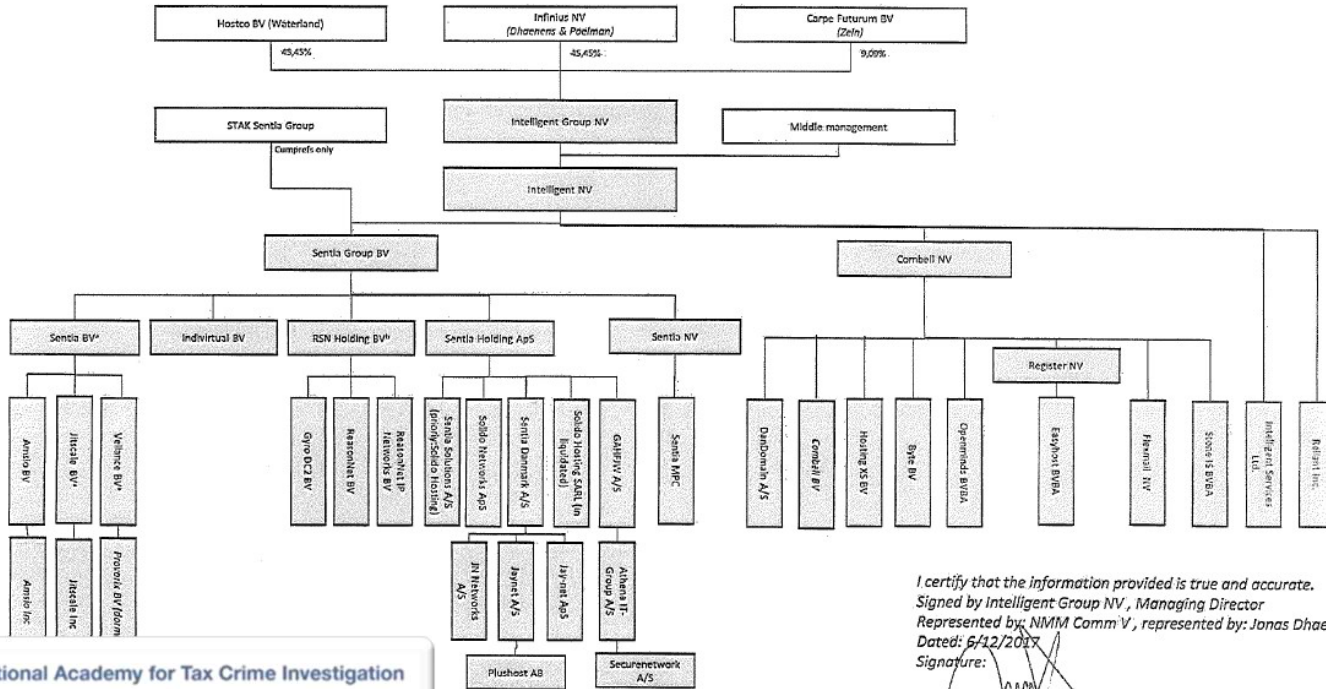 Hostco BV (Waterland)
Infinius NV
(Dhaenens & Poelman)
Carpe Futurum BV
(Zein)
45,45%
45,45%
9,09%
STAK Sentia Group
Intelligent Group NV
Middle management
Cumprefs only
Intelligent NV
Sentia Group BV
Combell NV
Sentia BV
Indivirtual BV
RSN Holding BV
Sentia Holding ApS
Sentia NV
Register NV
Amsio BV
Jitscale BV
Vellance BV
Gyro DC2 BV
ReasonNet BV
ReasonNet IP
Networks BV
Sentia Solutions A/S
(priorly:Solido Hosting)
Solido Networks ApS
Sentia Danmark A/S
Solido Hosting SARL (in
liquidated)
A/S
Sentia MPC
DanDomain A/S
Combell BV
Hosting XS BV
Byte BV
Openminds BVBA
Easyhost BVBA
Flexmail NV
Stone IS BVBA
Intelligent Services
Ltd.
Reliant Inc.
Amsio Inc
Jitscale Inc
Provorix BV (dorm
JN Networks
A/S
Jaynet A/S
Jay-net ApS
Athena IT-
Group A/S
Plushost AB
Securenetwork
A/S
I certify that the information provided is true and accurate.
Signed by Intelligent Group NV , Managing Director
Represented by: NMM Comm V , represented by: Jonas Dhae
Dated: 6/12/2017
Signature:
tional Academy for Tax Crime Investigation